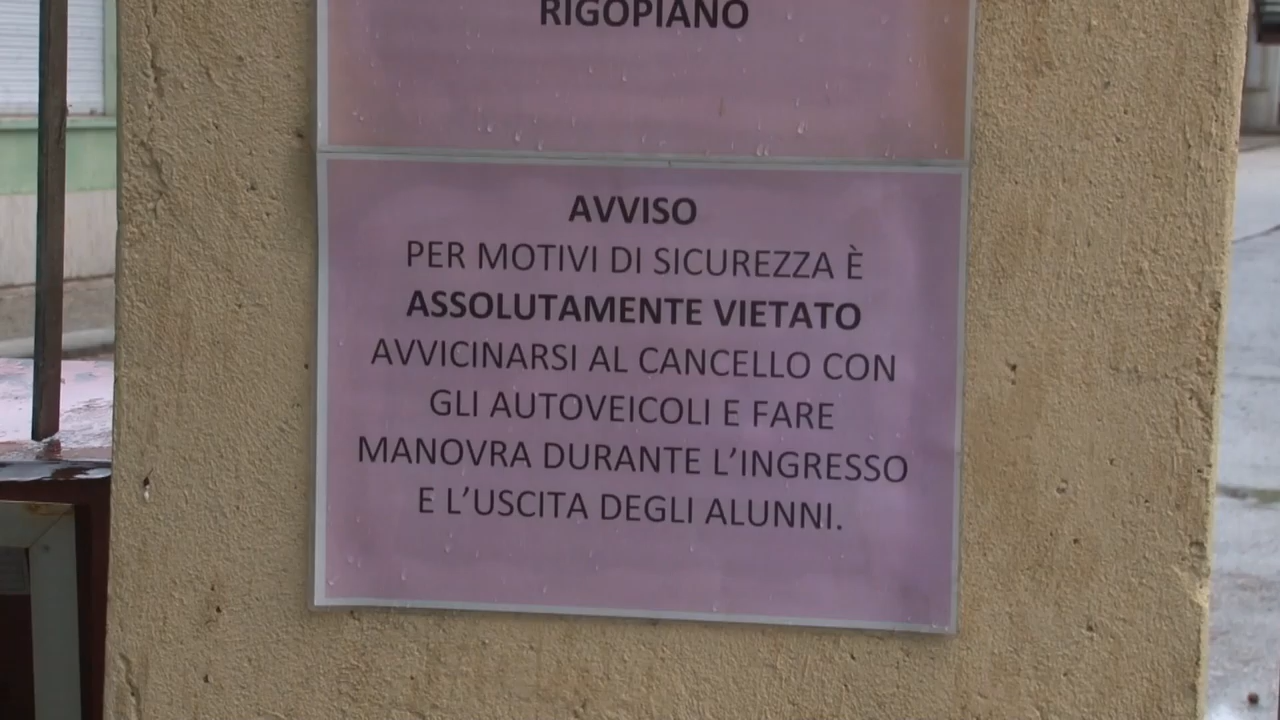 RIGOPIANO
AVVISO
PER MOTIVI DI SICUREZZA È
ASSOLUTAMENTE VIETATO
AVVICINARSI AL CANCELLO CON
GLI AUTOVEICOLI E FARE
MANOVRA DURANTE L'INGRESSO
E L'USCITA DEGLI ALUNNI.